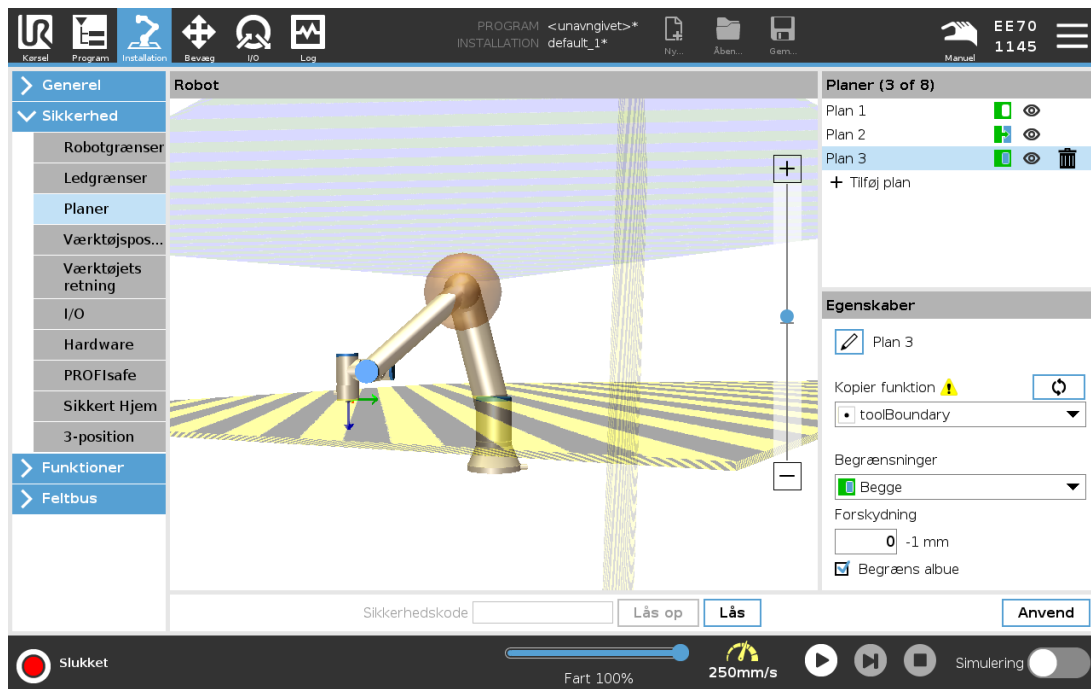 PROGRAM <unavngivet>*
INSTALLATION default_1*
Kørsel
Program
Installation
Bevæg
I/O
Log
Ny...
Åben...
Gem...
Manuel
EE70
1145
Generel
Sikkerhed
Robotgrænser
Ledgrænser
Planer
Værktøjspos...
Værktøjets
retning
I/O
Hardware
PROFIsafe
Sikkert Hjem
3-position
Funktioner
Feltbus
Robot
Planer (3 of 8)
Plan 1
Plan 2
Plan 3
+ Tilføj plan
Egenskaber
Plan 3
Kopier funktion
toolBoundary
Begrænsninger
Begge
Forskydning
0 -1 mm
Begræns albue
Sikkerhedskode
Lås op
Lås
Anvend
Slukket
Fart 100%
250mm/s
Simulering